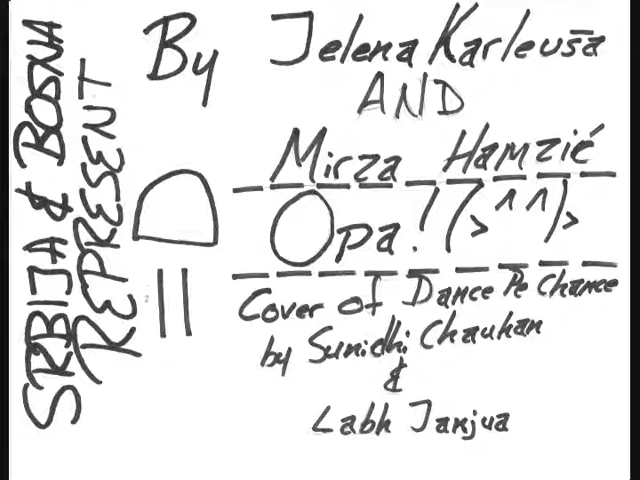 SRBIJA & BOSNA
REPRESENT
=D
By Jelena Karleuša
AND
Mirza Hamzić
Opa! (>^^)>
Cover of Dance Pe Chance
by Sunidhi Chauhan
&
Labh Janjua